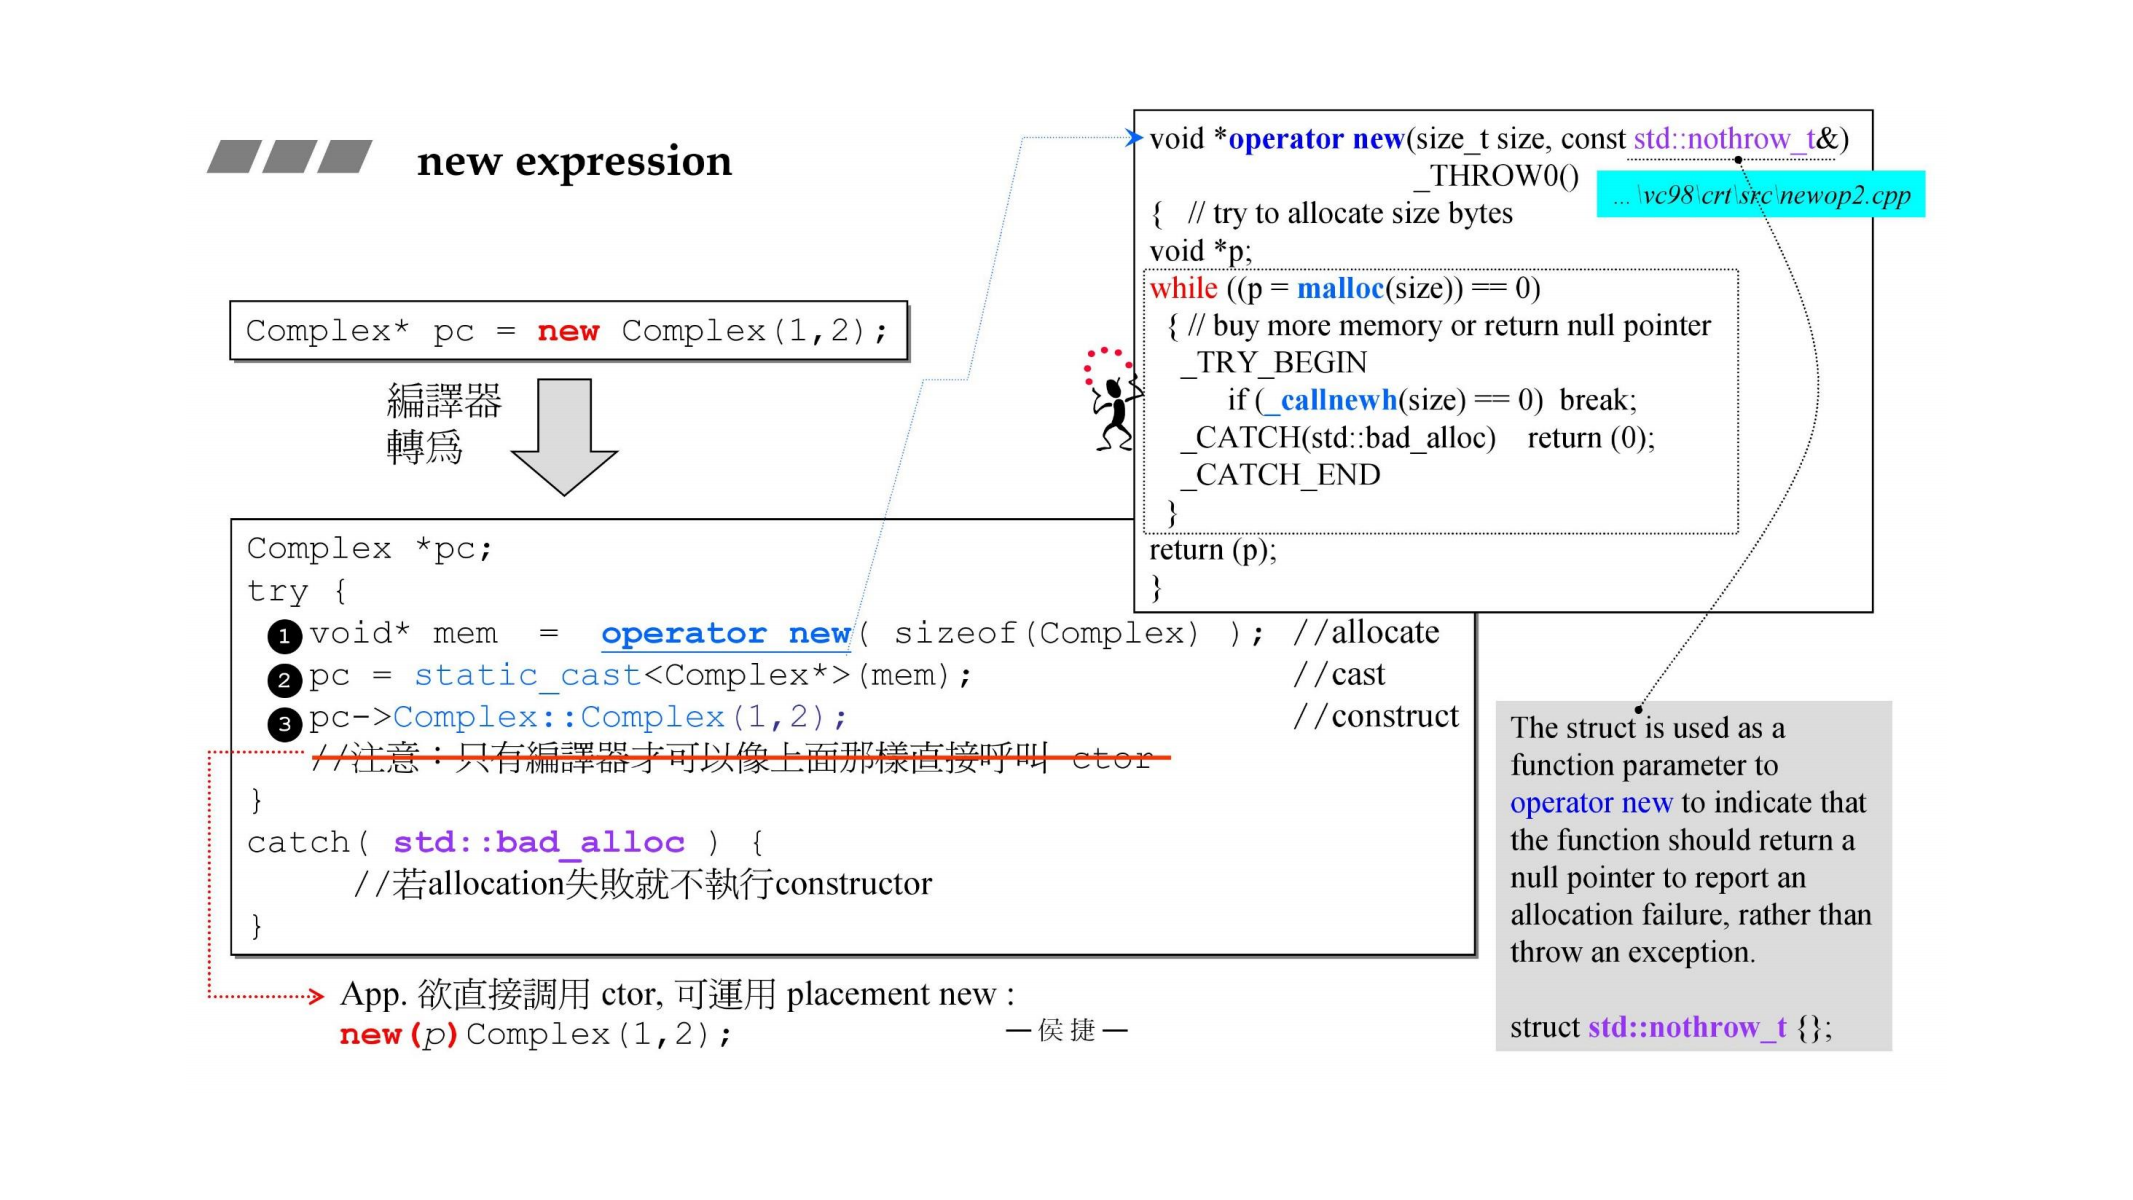 new expression
Complex* pc = new Complex(1,2);
編譯器
轉為
Complex *pc;
try {
1 void* mem = operator new( sizeof(Complex) ); //allocate
2 pc = static_cast<Complex*>(mem); //cast
3 pc->Complex::Complex(1,2); //construct
//注意：只有編譯器才可以像上面那樣直接呼叫 ctor
}
catch( std::bad_alloc ) {
//若allocation失敗就不執行constructor
}
App. 欲直接調用 ctor, 可運用 placement new :
new(p)Complex(1,2);
—侯捷—
void *operator new(size_t size, const std::nothrow_t&)
_THROW0()
...\vc98\crt\src\newop2.cpp
{ // try to allocate size bytes
void *p;
while ((p = malloc(size)) == 0)
{ // buy more memory or return null pointer
_TRY_BEGIN
if (_callnewh(size) == 0) break;
_CATCH(std::bad_alloc) return (0);
_CATCH_END
}
return (p);
}
The struct is used as a
function parameter to
operator new to indicate that
the function should return a
null pointer to report an
allocation failure, rather than
throw an exception.
struct std::nothrow_t {};